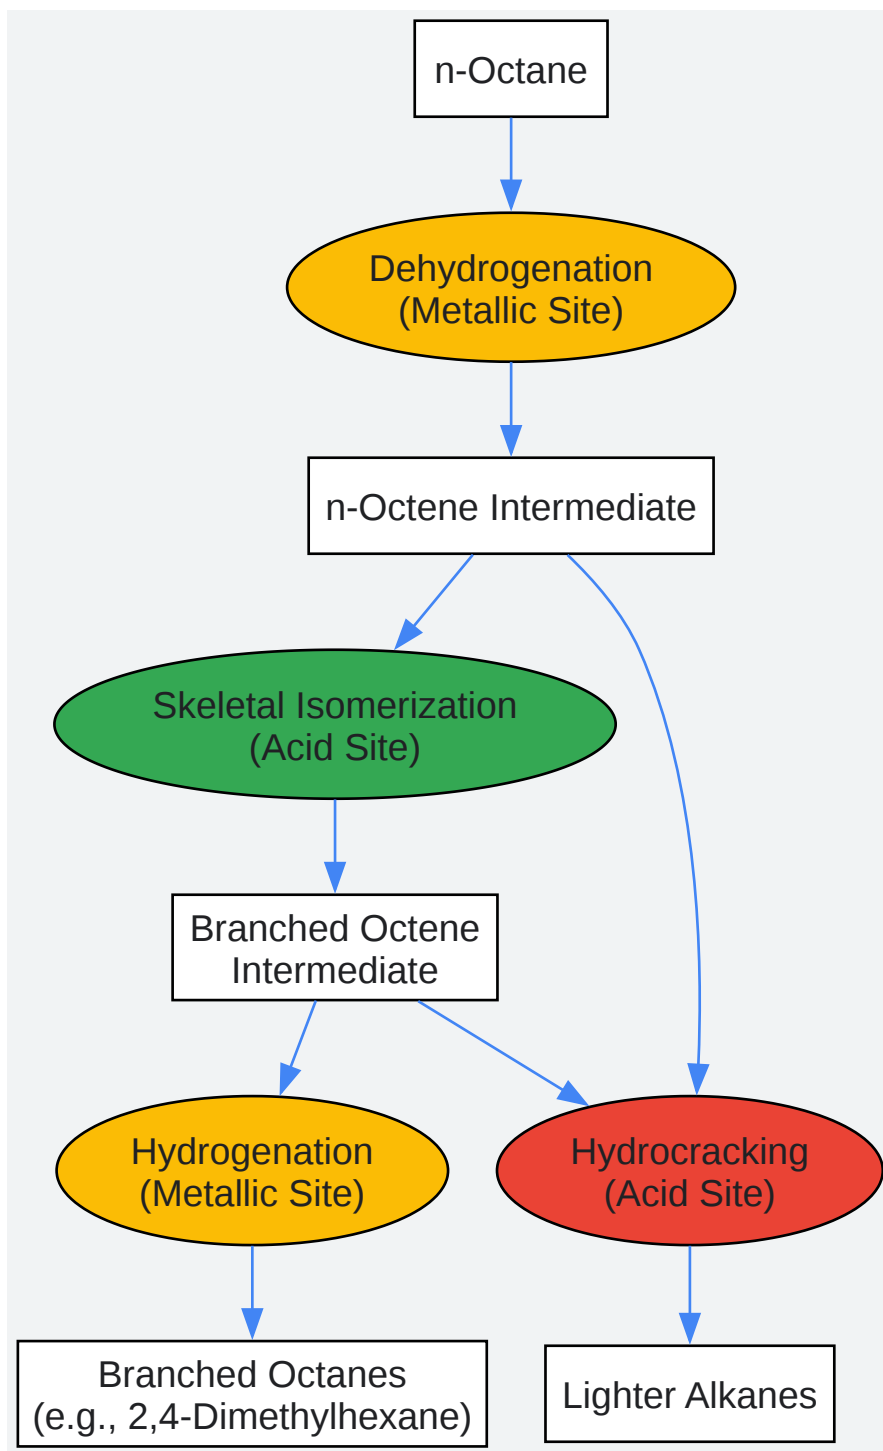 n-Octane
Dehydrogenation
(Metallic Site)
n-Octene Intermediate
Skeletal Isomerization
(Acid Site)
Branched Octene
Intermediate
Hydrogenation
(Metallic Site)
Hydrocracking
(Acid Site)
Branched Octanes
(e.g., 2,4-Dimethylhexane)
Lighter Alkanes